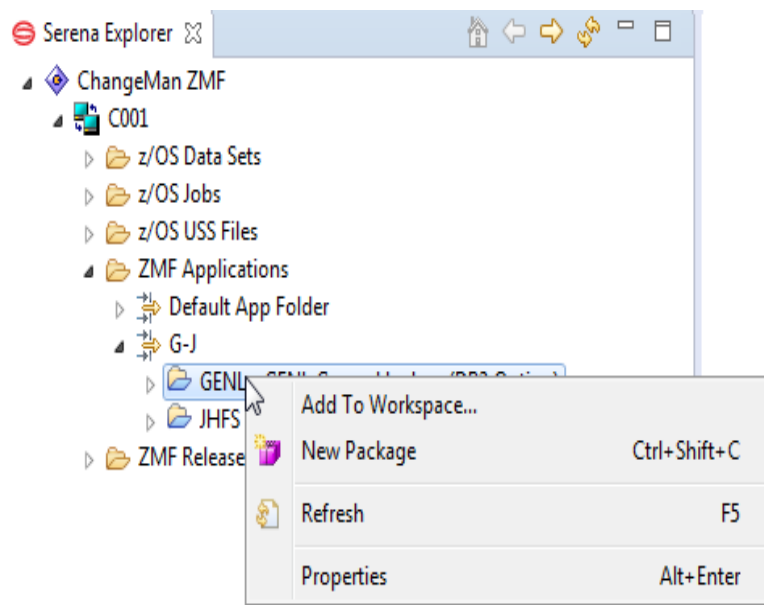 Serena Explorer
ChangeMan ZMF
C001
z/OS Data Sets
z/OS Jobs
z/OS USS Files
ZMF Applications
Default App Folder
G-J
GENL
JHFS
ZMF Release
Add To Workspace...
New Package Ctrl+Shift+C
Refresh F5
Properties Alt+Enter